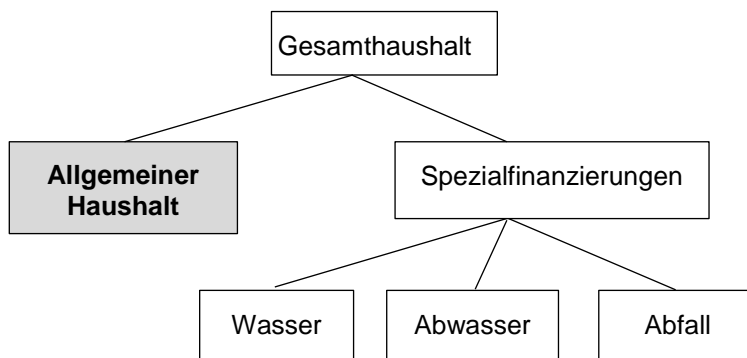 Gesamthaushalt
Allgemeiner
Haushalt
Spezialfinanzierungen
Wasser
Abwasser
Abfall